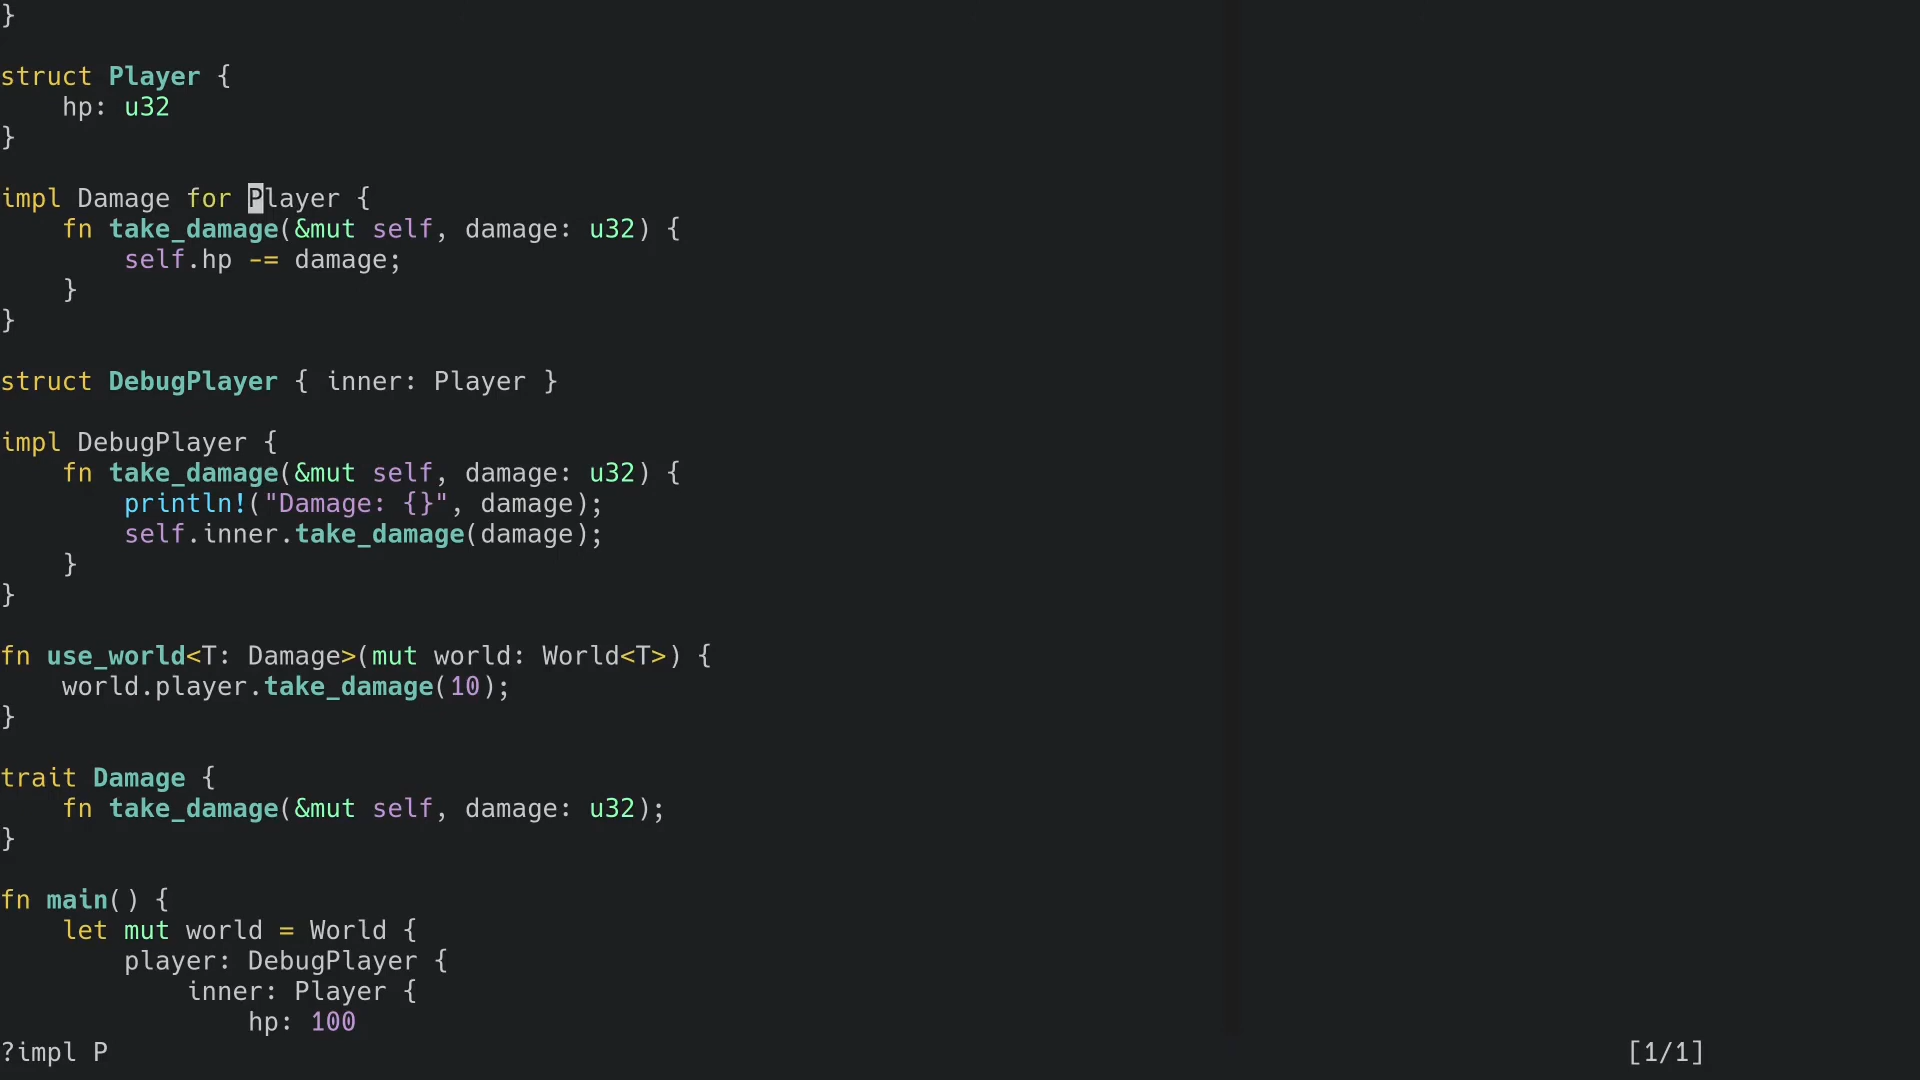 }
struct Player {
    hp: u32
}
impl Damage for Player {
    fn take_damage(&mut self, damage: u32) {
        self.hp -= damage;
    }
}
struct DebugPlayer { inner: Player }
impl DebugPlayer {
    fn take_damage(&mut self, damage: u32) {
        println!("Damage: {}", damage);
        self.inner.take_damage(damage);
    }
}
fn use_world<T: Damage>(mut world: World<T>) {
    world.player.take_damage(10);
}
trait Damage {
    fn take_damage(&mut self, damage: u32);
}
fn main() {
    let mut world = World {
        player: DebugPlayer {
            inner: Player {
                hp: 100
?impl P [1/1]